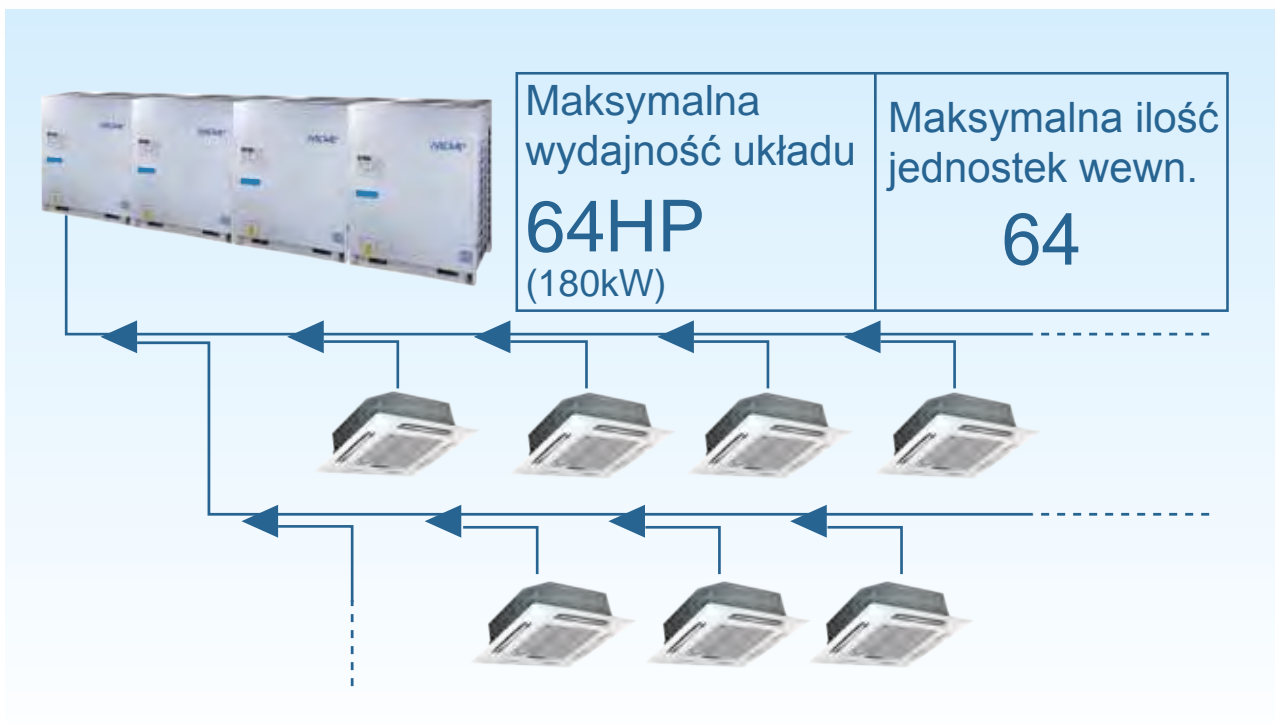 Maksymalna
wydajność układu
64HP
(180kW)
Maksymalna ilość
jednostek wewn.
64